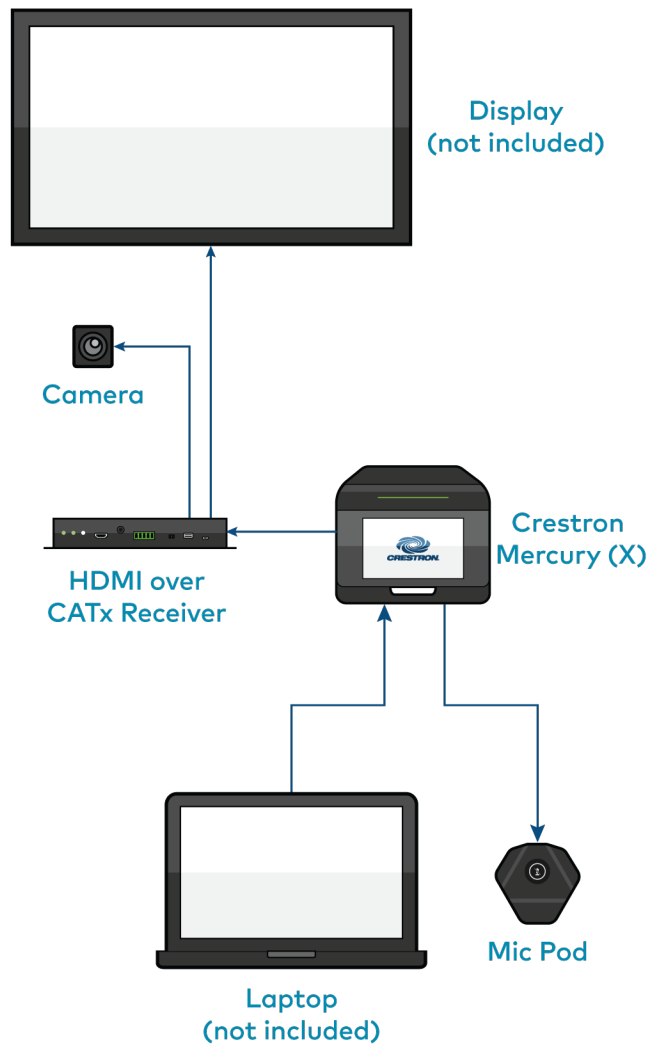 Display
(not included)
Camera
HDMI over
CATx Receiver
CRESTRON
Crestron
Mercury (X)
Mic Pod
Laptop
(not included)